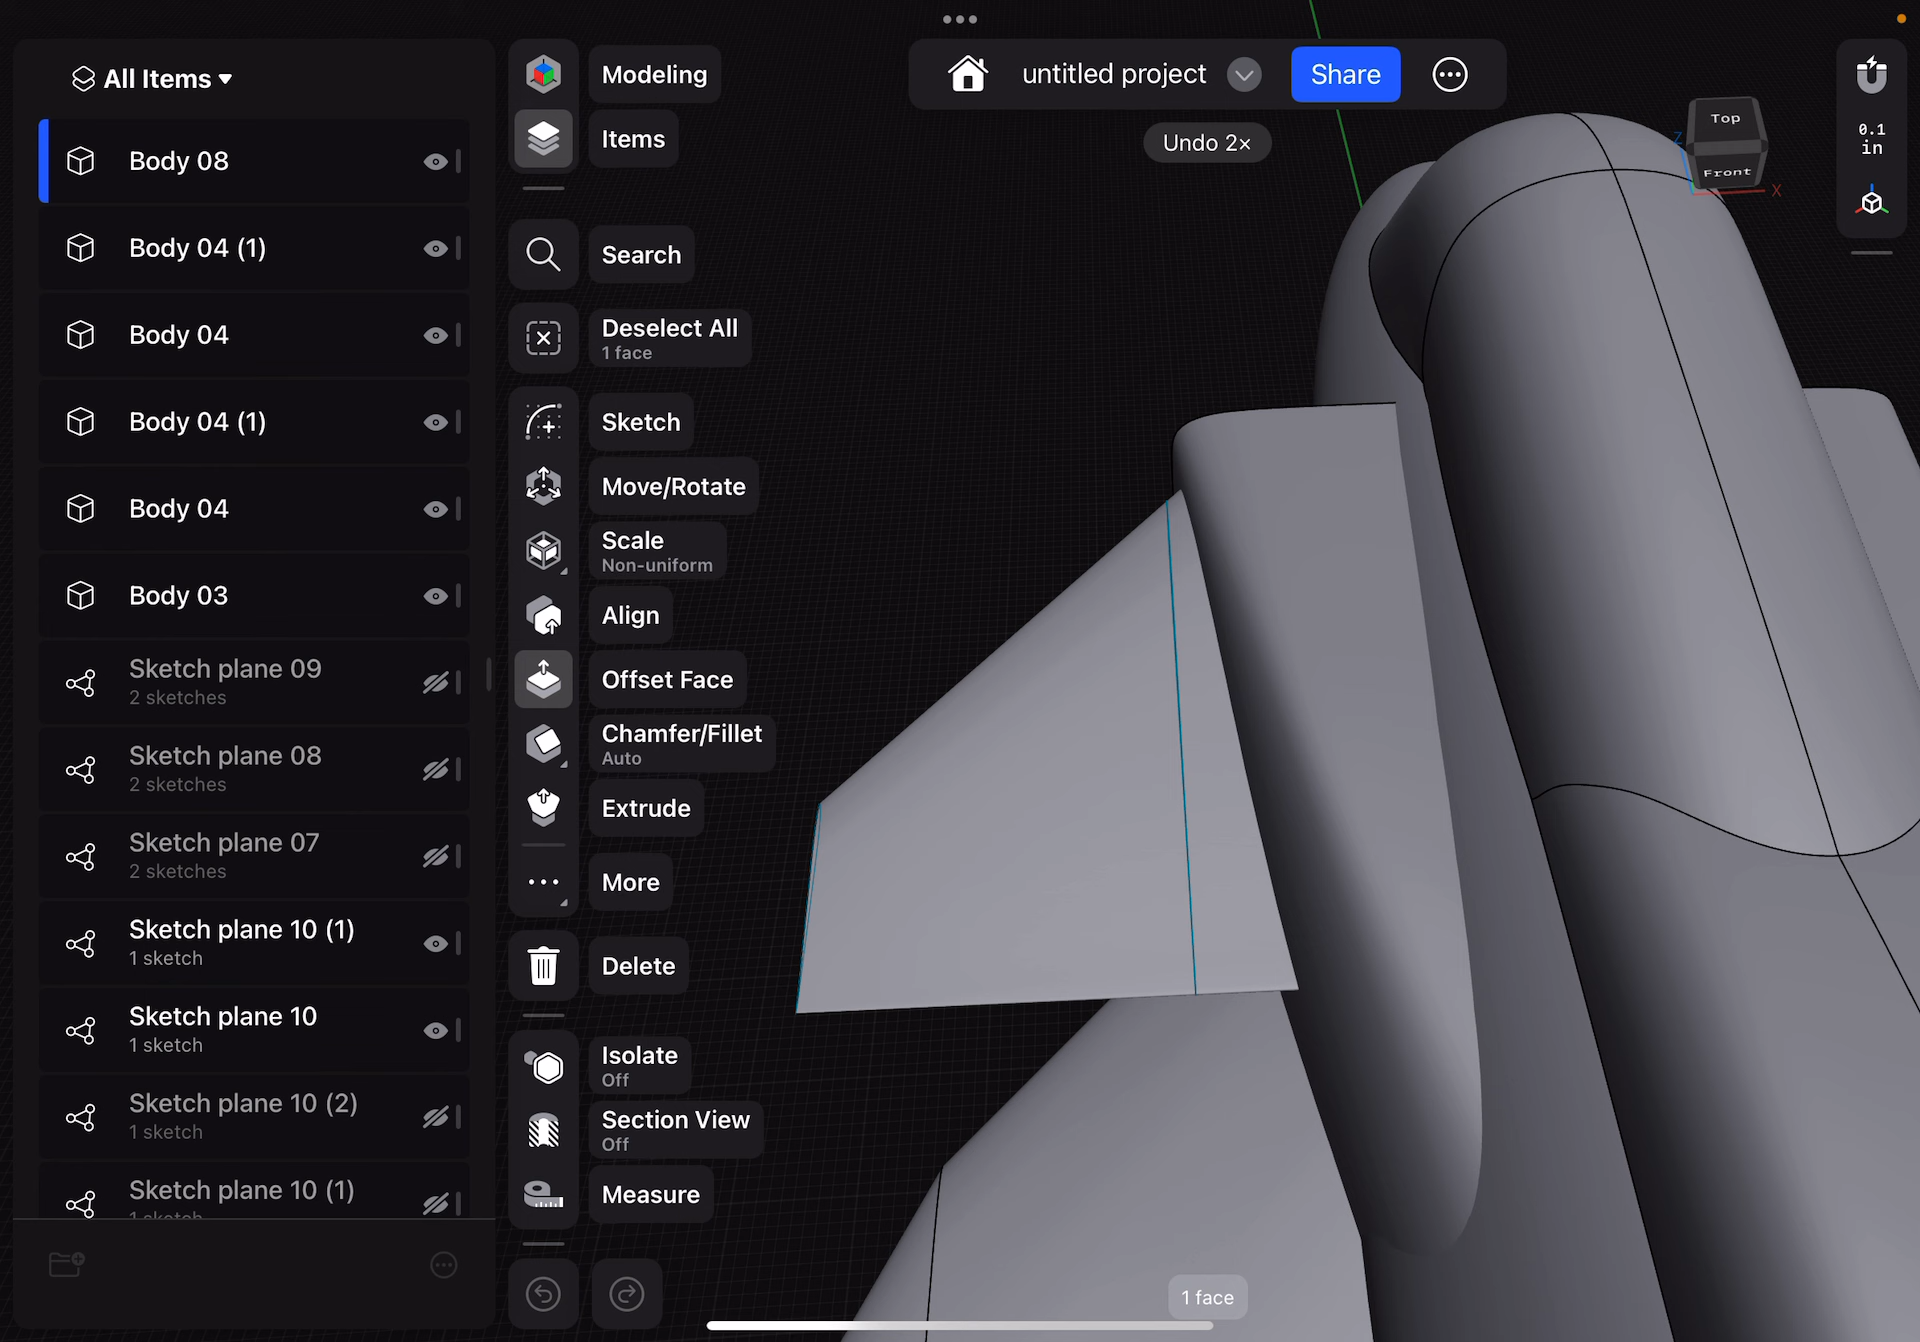 All Items
Body 08
Body 04 (1)
Body 04
Body 04 (1)
Body 04
Body 03
Sketch plane 09
2 sketches
Sketch plane 08
2 sketches
Sketch plane 07
2 sketches
Sketch plane 10 (1)
1 sketch
Sketch plane 10
1 sketch
Sketch plane 10 (2)
1 sketch
Sketch plane 10 (1)
1 sketch
Modeling
Items
Search
Deselect All
1 face
Sketch
Move/Rotate
Scale
Non-uniform
Align
Offset Face
Chamfer/Fillet
Auto
Extrude
More
Delete
Isolate
Off
Section View
Off
Measure
untitled project
Share
Undo 2×
Top
Front
Z
X
0.1
in
1 face